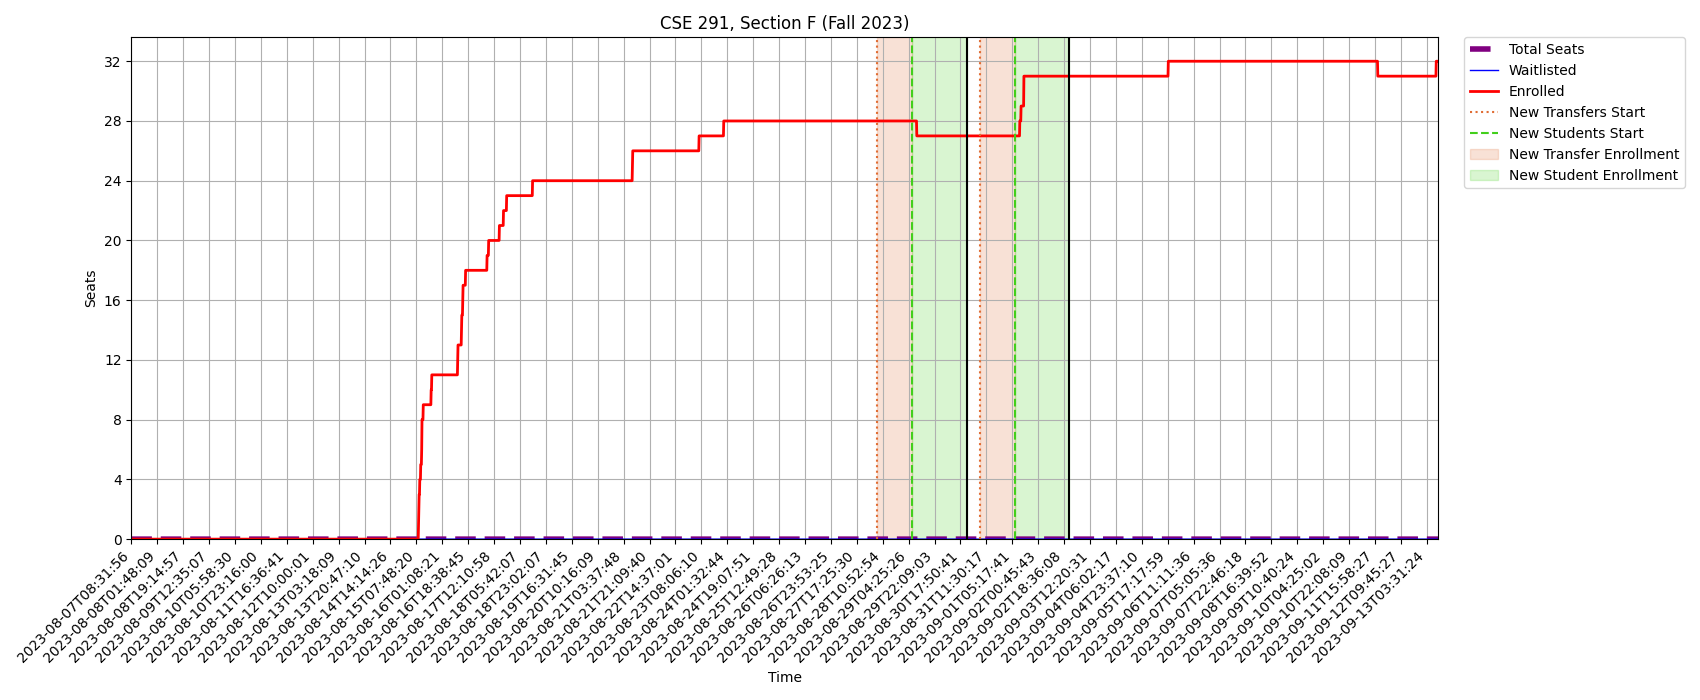 CSE 291, Section F (Fall 2023)
Total Seats
Waitlisted
Enrolled
New Transfers Start
New Students Start
New Transfer Enrollment
New Student Enrollment
Seats
32
28
24
20
16
12
8
4
0
2023-08-07T08:31:56
2023-08-08T01:48:09
2023-08-08T19:14:57
2023-08-09T12:35:07
2023-08-10T05:58:30
2023-08-10T23:16:00
2023-08-11T16:36:41
2023-08-12T10:00:01
2023-08-13T03:18:09
2023-08-13T20:47:10
2023-08-14T14:14:26
2023-08-15T07:48:20
2023-08-16T01:08:21
2023-08-16T18:38:45
2023-08-17T12:10:58
2023-08-18T05:42:07
2023-08-18T23:02:07
2023-08-19T16:31:45
2023-08-20T10:16:09
2023-08-21T03:37:48
2023-08-21T21:09:40
2023-08-22T14:37:01
2023-08-23T08:06:10
2023-08-24T01:32:44
2023-08-24T19:07:51
2023-08-25T12:49:28
2023-08-26T06:26:13
2023-08-26T23:53:25
2023-08-27T17:25:30
2023-08-28T10:52:54
2023-08-29T04:25:26
2023-08-29T22:09:03
2023-08-30T17:50:41
2023-08-31T11:30:17
2023-09-01T05:17:41
2023-09-02T00:45:43
2023-09-02T18:36:08
2023-09-03T12:20:31
2023-09-04T06:02:17
2023-09-04T23:37:10
2023-09-05T17:17:59
2023-09-06T11:11:36
2023-09-07T05:05:36
2023-09-07T22:46:18
2023-09-08T16:39:52
2023-09-09T10:40:24
2023-09-10T04:25:02
2023-09-10T22:08:09
2023-09-11T15:58:27
2023-09-12T09:45:27
2023-09-13T03:31:24
Time